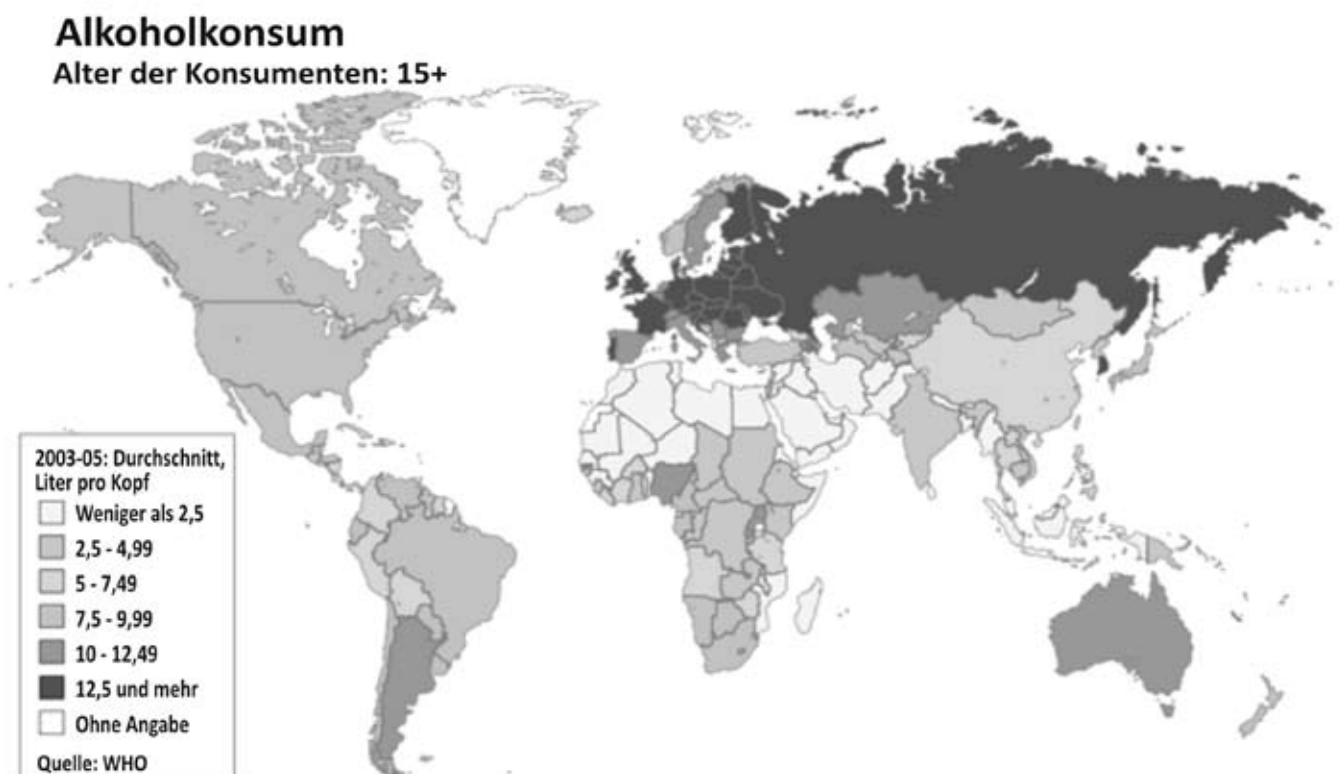 Alkoholkonsum
Alter der Konsumenten: 15+
2003-05: Durchschnitt,
Liter pro Kopf
Weniger als 2,5
2,5 - 4,99
5 - 7,49
7,5 - 9,99
10 - 12,49
12,5 und mehr
Ohne Angabe
Quelle: WHO